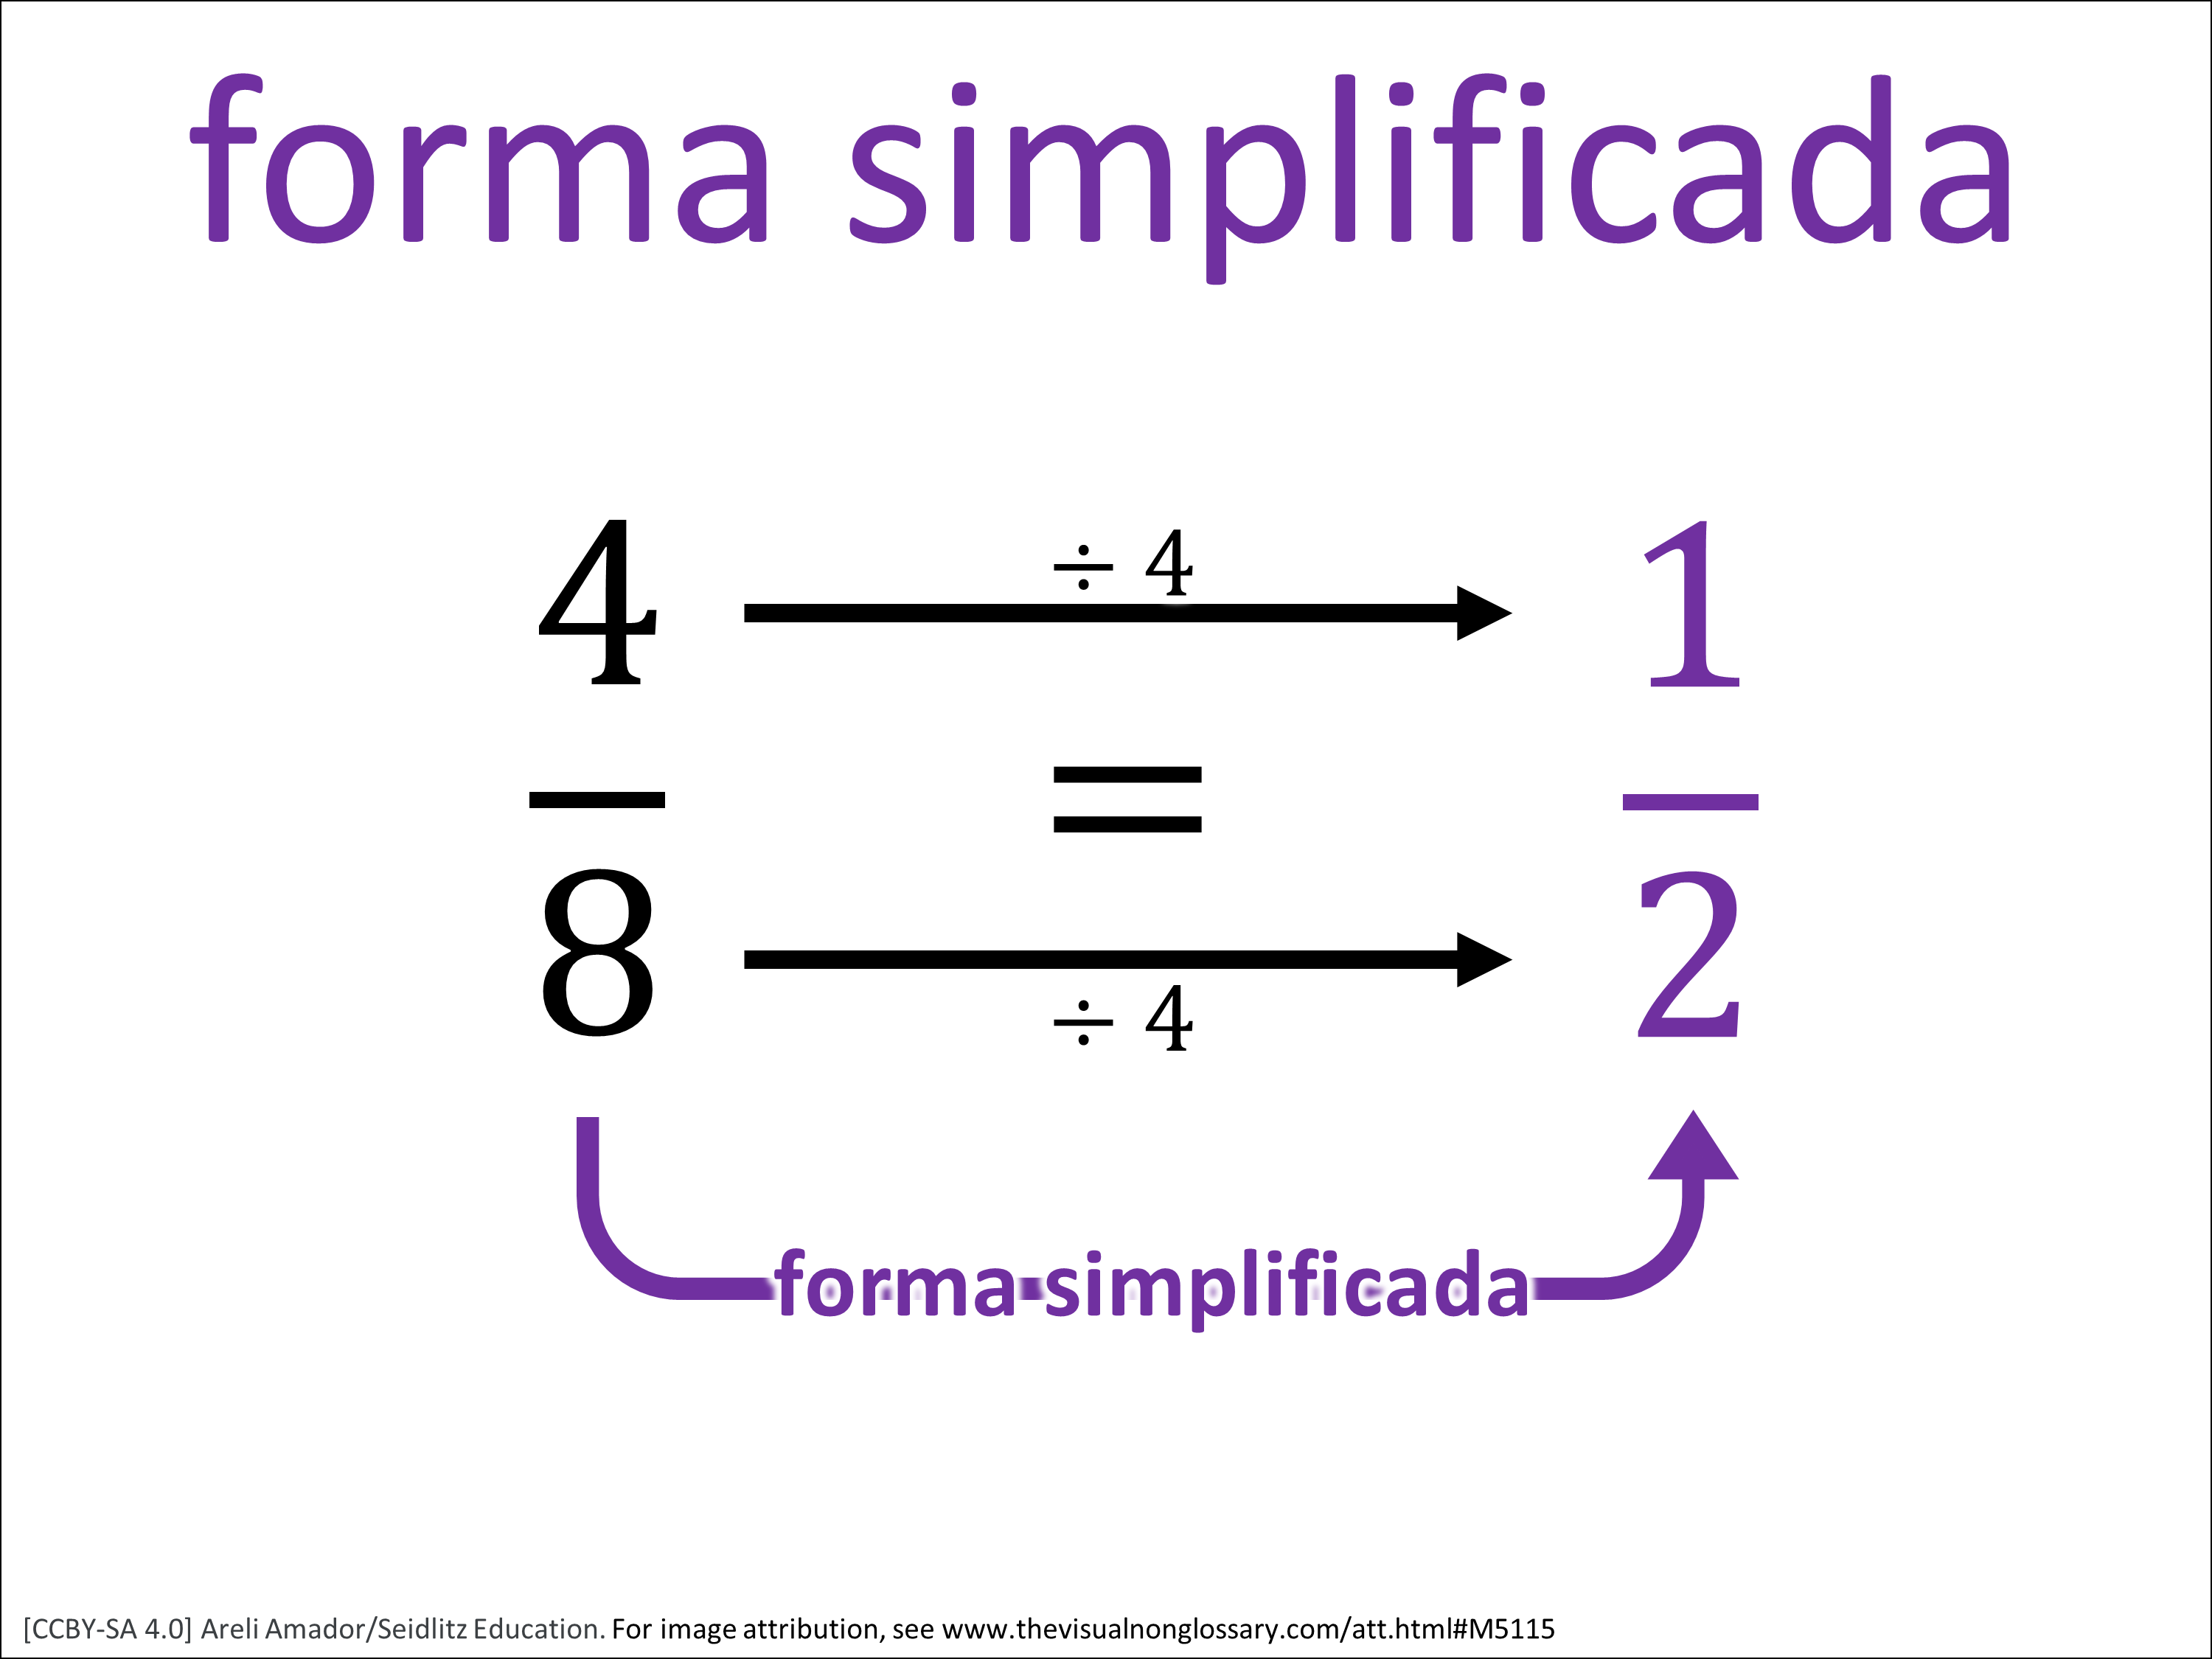 forma simplificada
÷ 4
4 1
=
8 2
÷ 4
forma simplificada
[CCBY-SA 4.0] Areli Amador/Seidlitz Education. For image attribution, see www.thevisualnonglossary.com/att.html#M5115